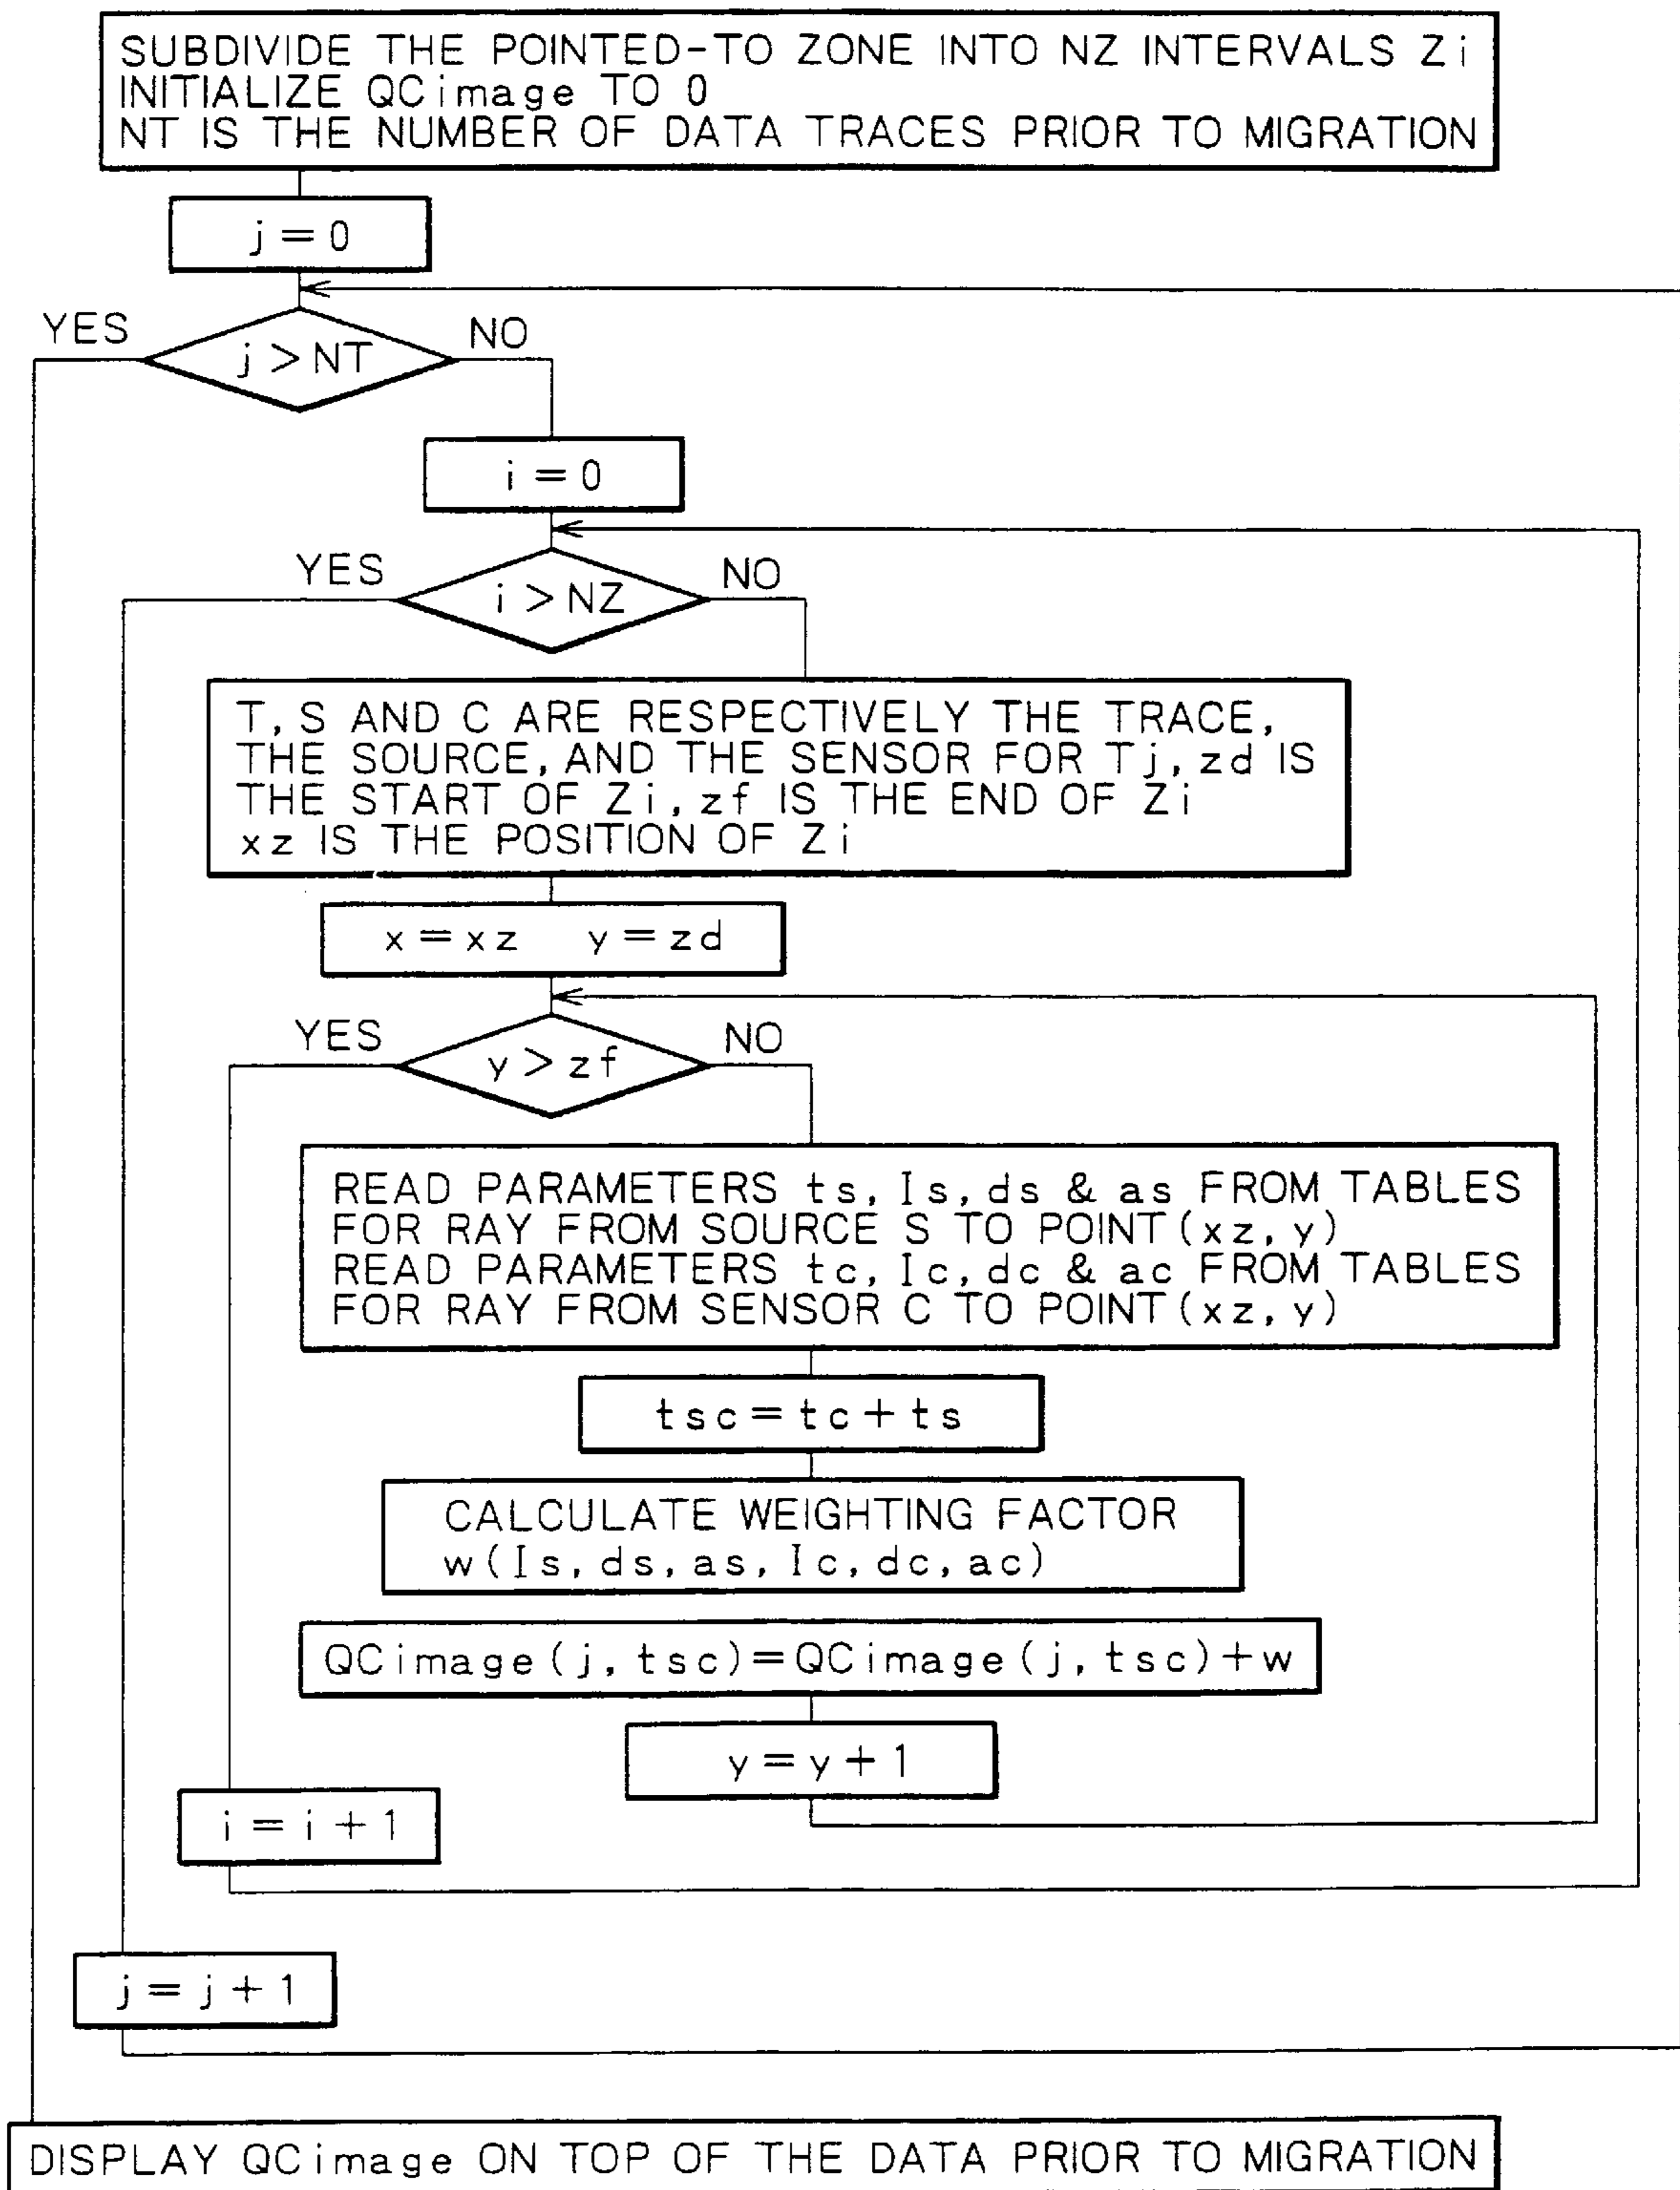 SUBDIVIDE THE POINTED-TO ZONE INTO NZ INTERVALS Zi
INITIALIZE QCimage TO 0
NT IS THE NUMBER OF DATA TRACES PRIOR TO MIGRATION
j=0
YES
j>NT
NO
i=0
YES
i>NZ
NO
T, S AND C ARE RESPECTIVELY THE TRACE,
THE SOURCE, AND THE SENSOR FOR Tj, zd IS
THE START OF Zi, zf IS THE END OF Zi
xz IS THE POSITION OF Zi
x=xz y=zd
YES
y>zf
NO
READ PARAMETERS ts, Is, ds & as FROM TABLES
FOR RAY FROM SOURCE S TO POINT(xz, y)
READ PARAMETERS tc, Ic, dc & ac FROM TABLES
FOR RAY FROM SENSOR C TO POINT(xz, y)
tsc=tc+ts
CALCULATE WEIGHTING FACTOR
w(Is, ds, as, Ic, dc, ac)
QCimage(j, tsc)=QCimage(j, tsc)+w
y=y+1
i=i+1
j=j+1
DISPLAY QCimage ON TOP OF THE DATA PRIOR TO MIGRATION